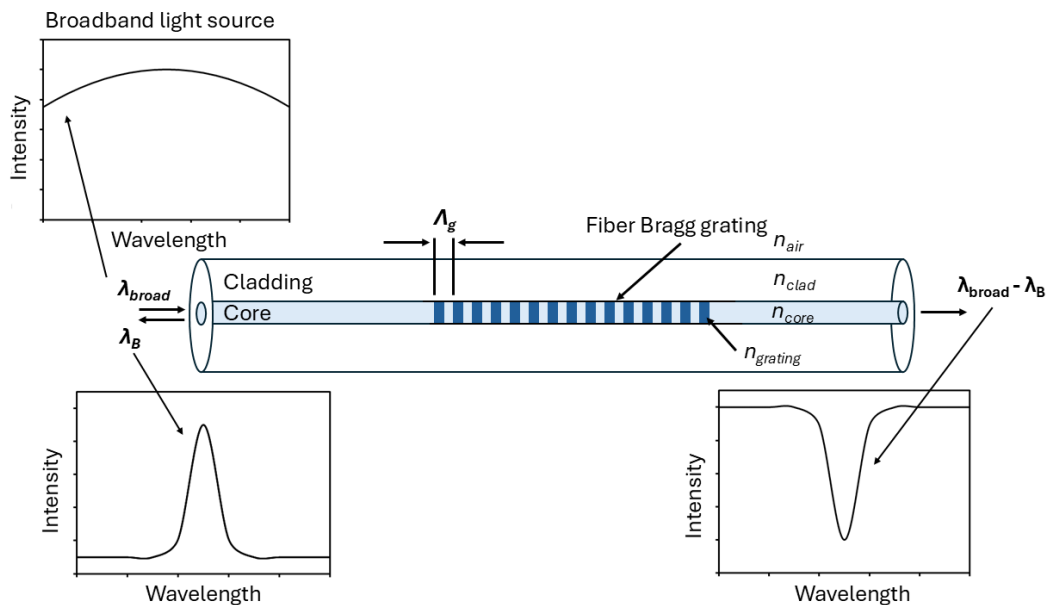 Broadband light source
Intensity
Wavelength
Λg
Fiber Bragg grating
nair
Cladding
nclad
λbroad
λbroad - λB
Core
ncore
λB
ngrating
Intensity
Wavelength
Intensity
Wavelength